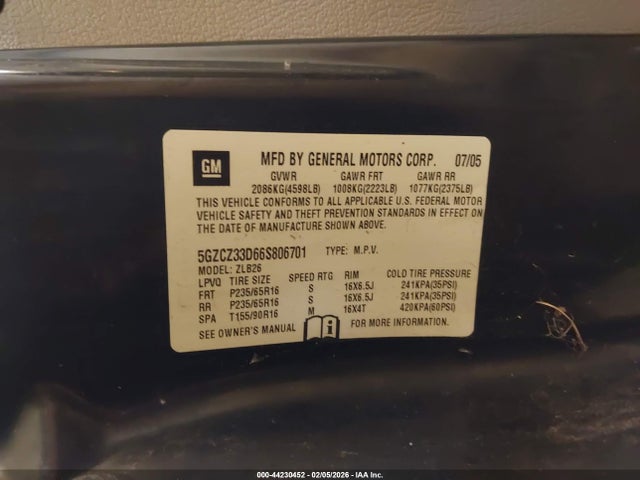 GM
MFD BY GENERAL MOTORS CORP. 07/05
GVWR GAWR FRT GAWR RR
2086KG(4598LB) 1008KG(2223LB) 1077KG(2375LB)
THIS VEHICLE CONFORMS TO ALL APPLICABLE U.S. FEDERAL MOTOR
VEHICLE SAFETY AND THEFT PREVENTION STANDARDS IN EFFECT ON
THE DATE OF MANUFACTURE SHOWN ABOVE.
5GZCZ33D66S806701 TYPE: M.P.V.
MODEL: ZLB26
LPVQ TIRE SIZE SPEED RTG RIM COLD TIRE PRESSURE
FRT P235/65R16 S 16X6.5J 241KPA(35PSI)
RR P235/65R16 S 16X6.5J 241KPA(35PSI)
SPA T155/90R16 M 16X4T 420KPA(60PSI)
SEE OWNER'S MANUAL FOR MORE INFORMATION.
000-44230452 - 02/05/2026 - IAA Inc.